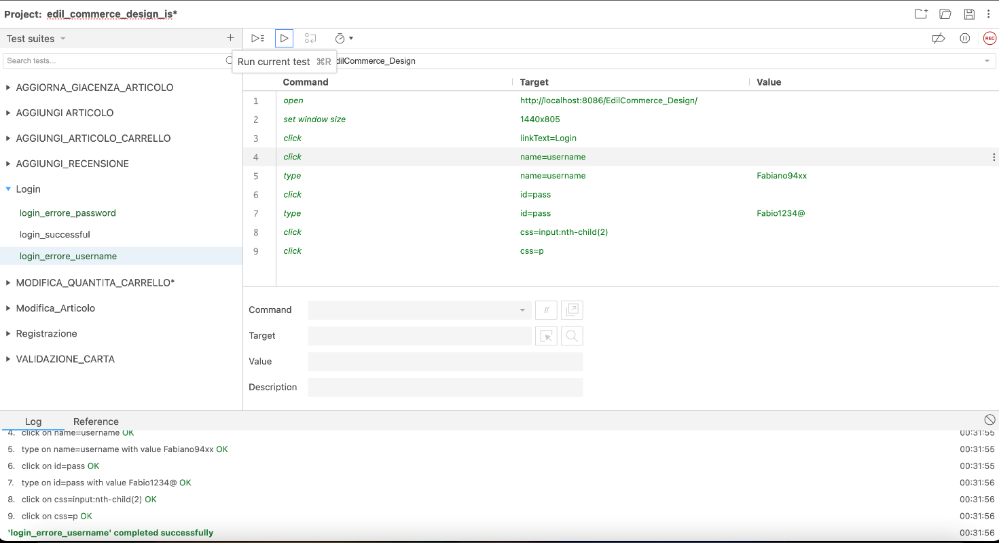 Project: edil_commerce_design_is*
Test suites
Search tests...
Run current test ⌘R
dilCommerce_Design
AGGIORNA_GIACENZA_ARTICOLO
AGGIUNGI ARTICOLO
AGGIUNGI_ARTICOLO_CARRELLO
AGGIUNGI_RECENSIONE
Login
login_errore_password
login_successful
login_errore_username
MODIFICA_QUANTITA_CARRELLO*
Modifica_Articolo
Registrazione
VALIDAZIONE_CARTA
REC
Command Target Value
1 open http://localhost:8086/EdilCommerce_Design/
2 set window size 1440x805
3 click linkText=Login
4 click name=username
5 type name=username Fabiano94xx
6 click id=pass
7 type id=pass Fabio1234@
8 click css=input:nth-child(2)
9 click css=p
Command //
Target
Value
Description
Log Reference
4. click on name=username OK 00:31:55
5. type on name=username with value Fabiano94xx OK 00:31:55
6. click on id=pass OK 00:31:55
7. type on id=pass with value Fabio1234@ OK 00:31:56
8. click on css=input:nth-child(2) OK 00:31:56
9. click on css=p OK 00:31:56
'login_errore_username' completed successfully 00:31:56